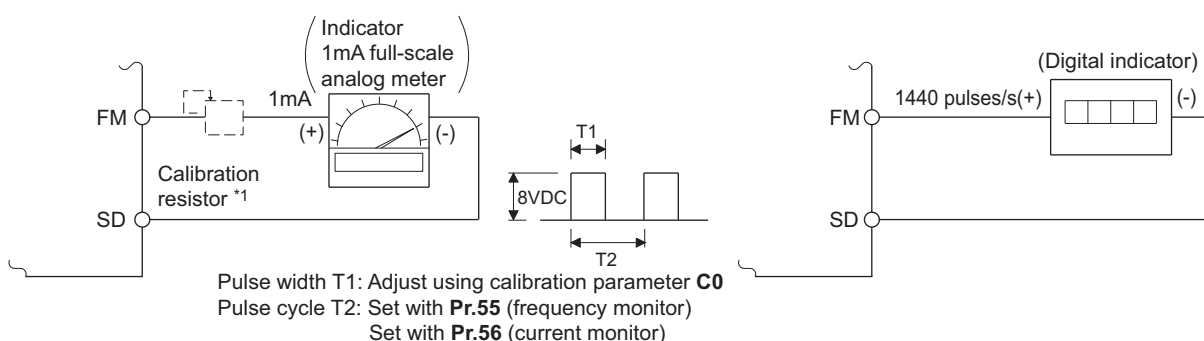 Indicator
1mA full-scale
analog meter
(Digital indicator)
FM
1mA
(+)
(-)
Calibration
resistor *1
SD
T1
8VDC
T2
FM
1440 pulses/s(+)
(-)
SD
Pulse width T1: Adjust using calibration parameter C0
Pulse cycle T2: Set with Pr.55 (frequency monitor)
Set with Pr.56 (current monitor)